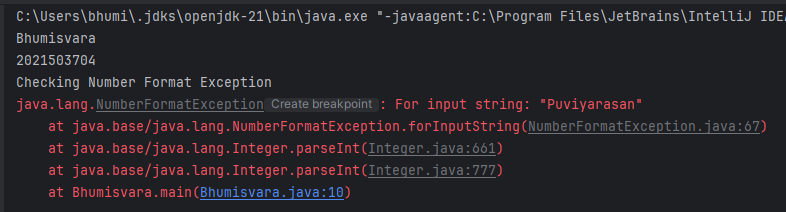 C:\Users\bhumi\.jdks\openjdk-21\bin\java.exe "-javaagent:C:\Program Files\JetBrains\IntelliJ IDEA
Bhumisvara
2021503704
Checking Number Format Exception
java.lang.NumberFormatException Create breakpoint : For input string: "Puviyarasan"
    at java.base/java.lang.NumberFormatException.forInputString(NumberFormatException.java:67)
    at java.base/java.lang.Integer.parseInt(Integer.java:661)
    at java.base/java.lang.Integer.parseInt(Integer.java:777)
    at Bhumisvara.main(Bhumisvara.java:10)